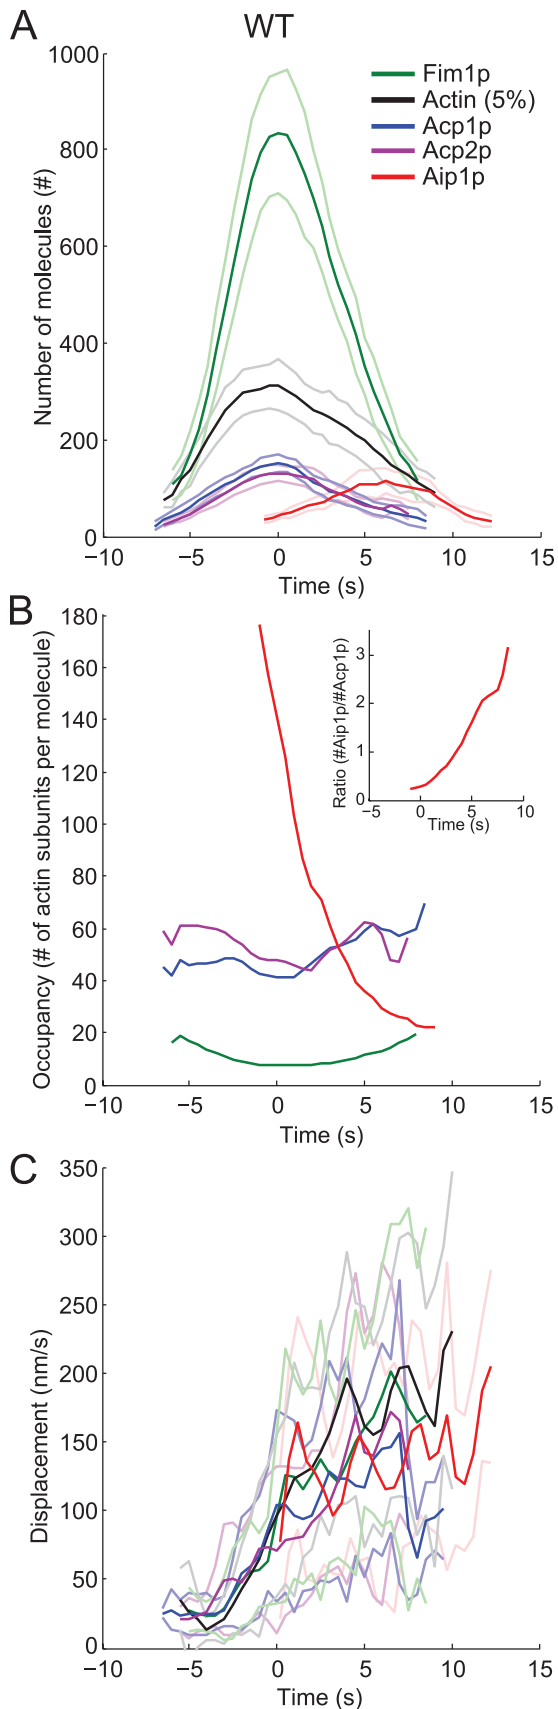 A
WT
1000
800
600
400
200
0
Number of molecules (#)
Fim1p
Actin (5%)
Acp1p
Acp2p
Aip1p
−10 −5 0 5 10 15
Time (s)
B
180
160
140
120
100
80
60
40
20
0
Occupancy (# of actin subunits per molecule)
3
2
1
0
Ratio (#Aip1p/#Acp1p)
−5 0 5 10
Time (s)
−10 −5 0 5 10 15
Time (s)
C
350
300
250
200
150
100
50
0
Displacement (nm/s)
−10 −5 0 5 10 15
Time (s)